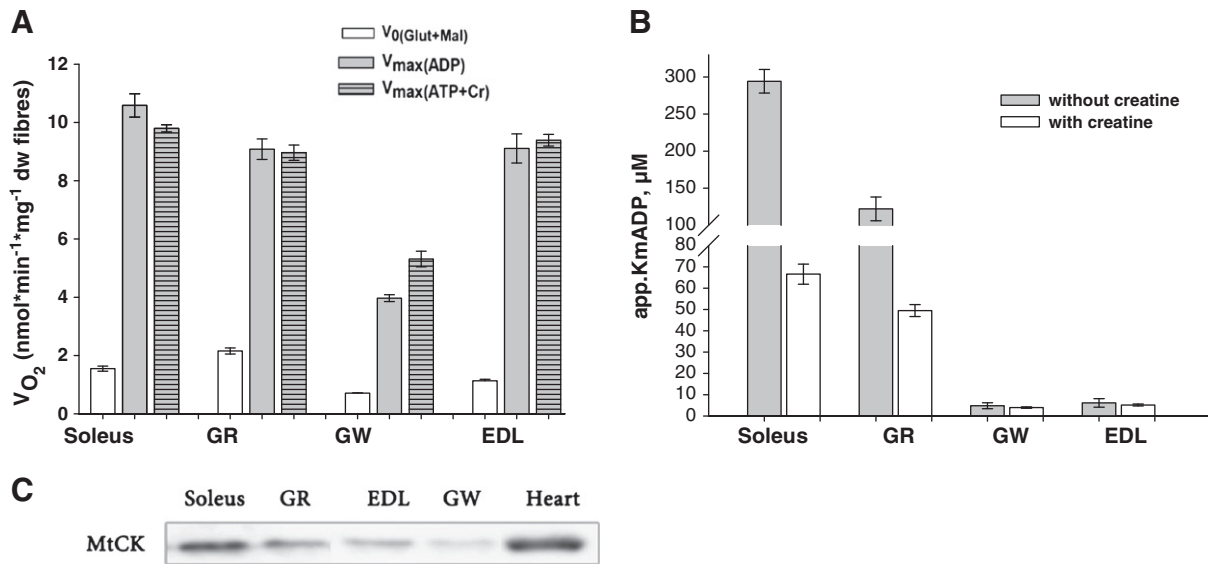 A
V0(Glut+Mal)
Vmax(ADP)
Vmax(ATP+Cr)
VO2 (nmol*min-1*mg-1 dw fibres)
12
10
8
6
4
2
0
Soleus GR GW EDL
B
without creatine
with creatine
app.KmADP, μM
300
250
200
150
100
80
70
60
50
40
30
20
10
0
Soleus GR GW EDL
C
Soleus GR EDL GW Heart
MtCK